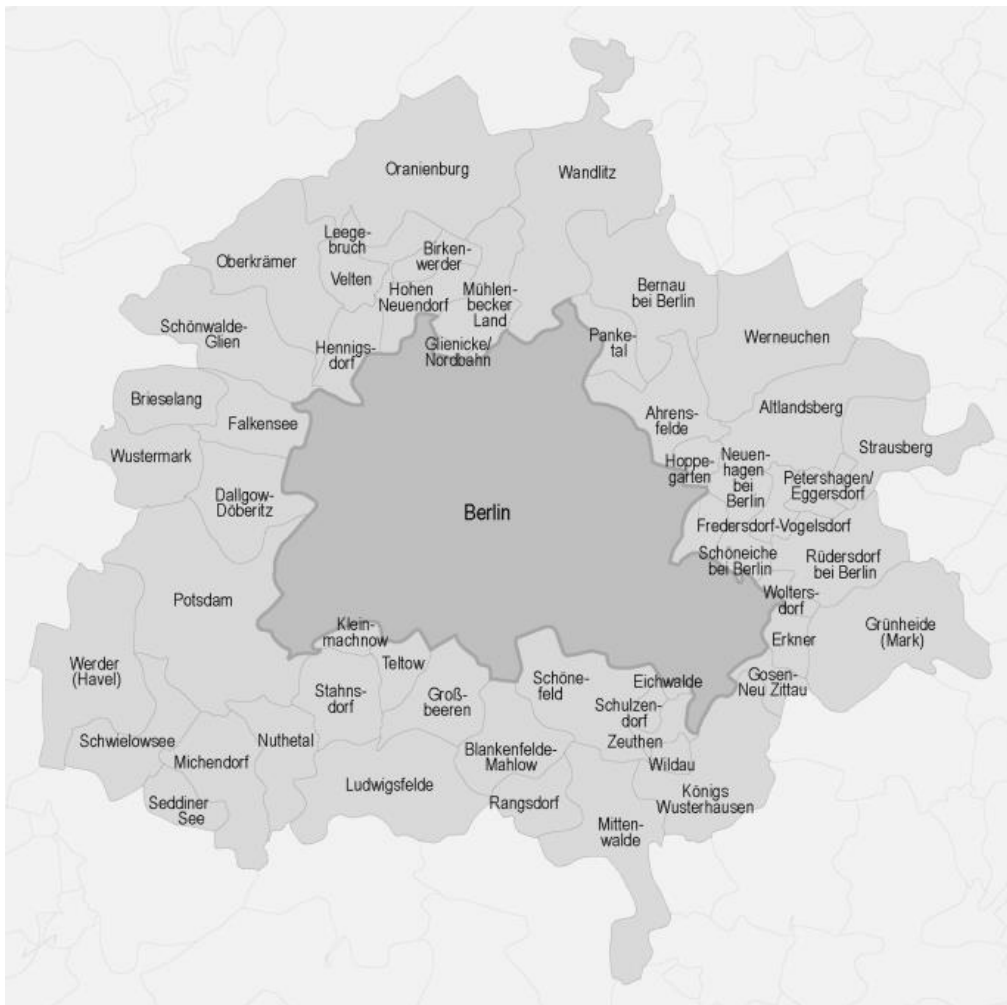 Oranienburg
Wandlitz
Leege-
bruch
Birken-
werder
Oberkrämer
Velten
Hohen
Neuendorf
Mühlen-
becker
Land
Bernau
bei Berlin
Schönwalde-
Glien
Hennigs-
dorf
Glienicke/
Nordbahn
Panke-
tal
Werneuchen
Brieselang
Falkensee
Ahrens-
felde
Altlandsberg
Wustermark
Hoppe-
garten
Neuen-
hagen
bei
Berlin
Strausberg
Petershagen/
Eggersdorf
Dallgow-
Döberitz
Berlin
Fredersdorf-Vogelsdorf
Schöneiche
bei Berlin
Rüdersdorf
bei Berlin
Potsdam
Wolters-
dorf
Klein-
machnow
Erkner
Grünheide
(Mark)
Werder
(Havel)
Teltow
Schöne-
feld
Eichwalde
Gosen-
Neu Zittau
Stahns-
dorf
Groß-
beeren
Schulzen-
dorf
Schwielowsee
Nuthetal
Zeuthen
Michendorf
Blankenfelde-
Mahlow
Wildau
Ludwigsfelde
Königs
Wusterhausen
Seddiner
See
Rangsdorf
Mitten-
walde